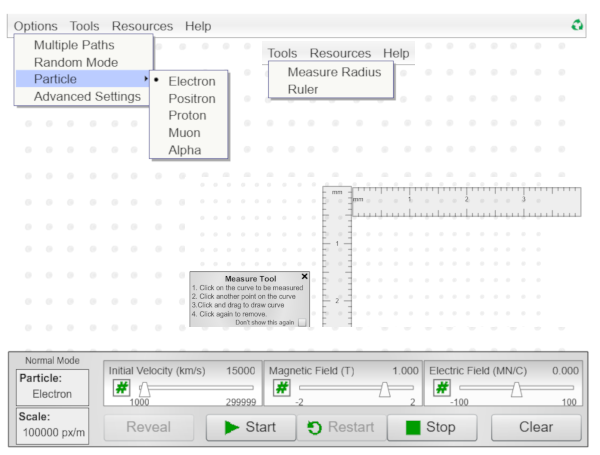 Options Tools Resources Help
Multiple Paths
Random Mode
Particle
Advanced Settings
• Electron
Positron
Proton
Muon
Alpha
Tools Resources Help
Measure Radius
Ruler
mm
mm 1 2 3
1
2
Measure Tool ×
1. Click on the curve to be measured
2. Click another point on the curve
3.Click and drag to draw curve
4. Click again to remove.
Don't show this again
Normal Mode
Particle:
Electron
Scale:
100000 px/m
Initial Velocity (km/s) 15000
#
1000 299999
Magnetic Field (T) 1.000
#
-2 2
Electric Field (MN/C) 0.000
#
-100 100
Reveal Start Restart Stop Clear